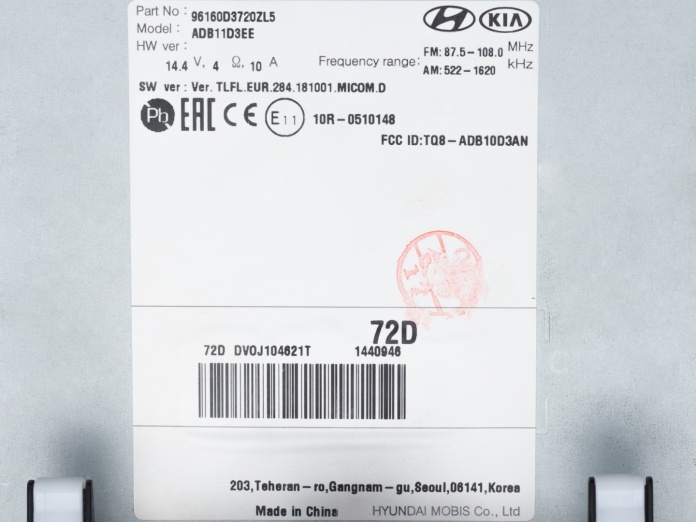 Part No : 96160D3720ZL5
Model : ADB11D3EE
HYUNDAI KIA
HW ver :
14.4 V, 4 Ω, 10 A
Frequency range: FM: 87.5-108.0 MHz
AM: 522-1620 kHz
SW ver : Ver. TLFL.EUR.284.181001.MICOM.D
Pb EAC CE E11 10R-0510148
FCC ID:TQ8-ADB10D3AN
72D
72D DV0J104621T 1440946
203,Teheran-ro,Gangnam-gu,Seoul,06141,Korea
Made in China HYUNDAI MOBIS Co., Ltd